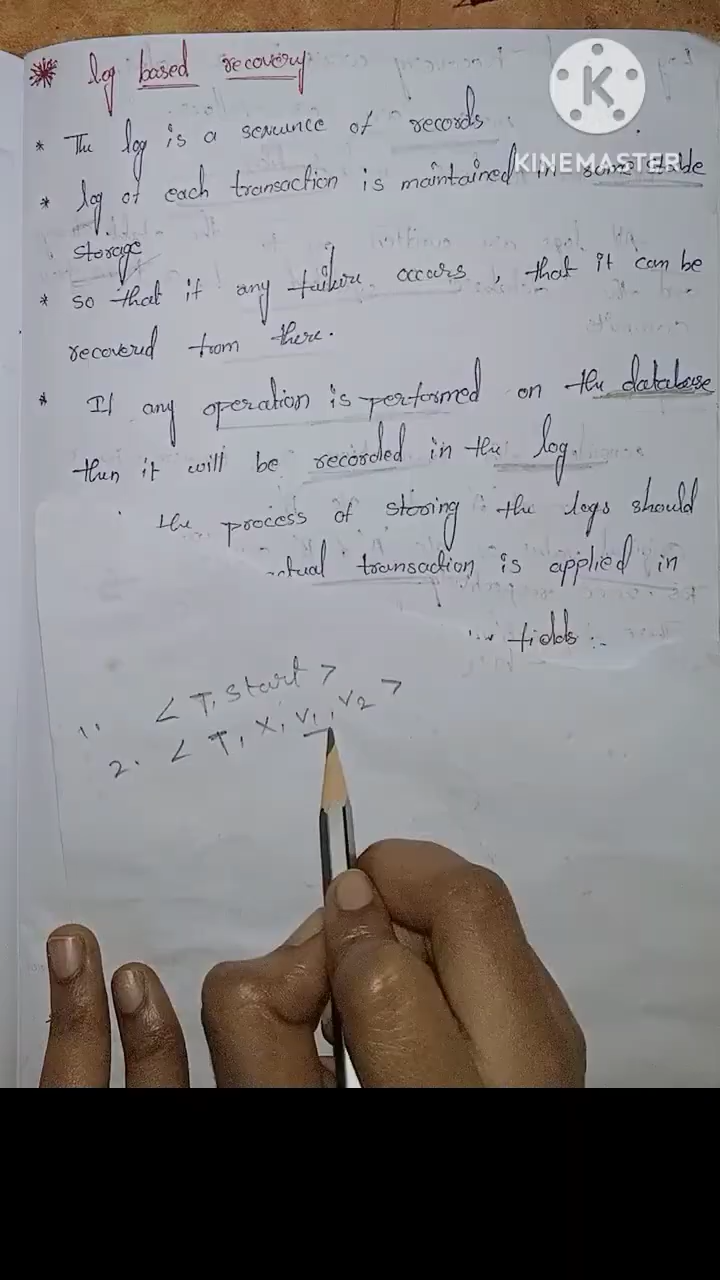 * log based recovery
K
KINEMASTER
* The log is a sequence of records.
* log of each transaction is maintained in some stable
storage
* so that if any failure occurs, that it can be
recovered from there.
* If any operation is performed on the database
then it will be recorded in the log.
the process of storing the logs should
actual transaction is applied in
fields :-
1. < T, start >
2. < T, X, V1, V2 >